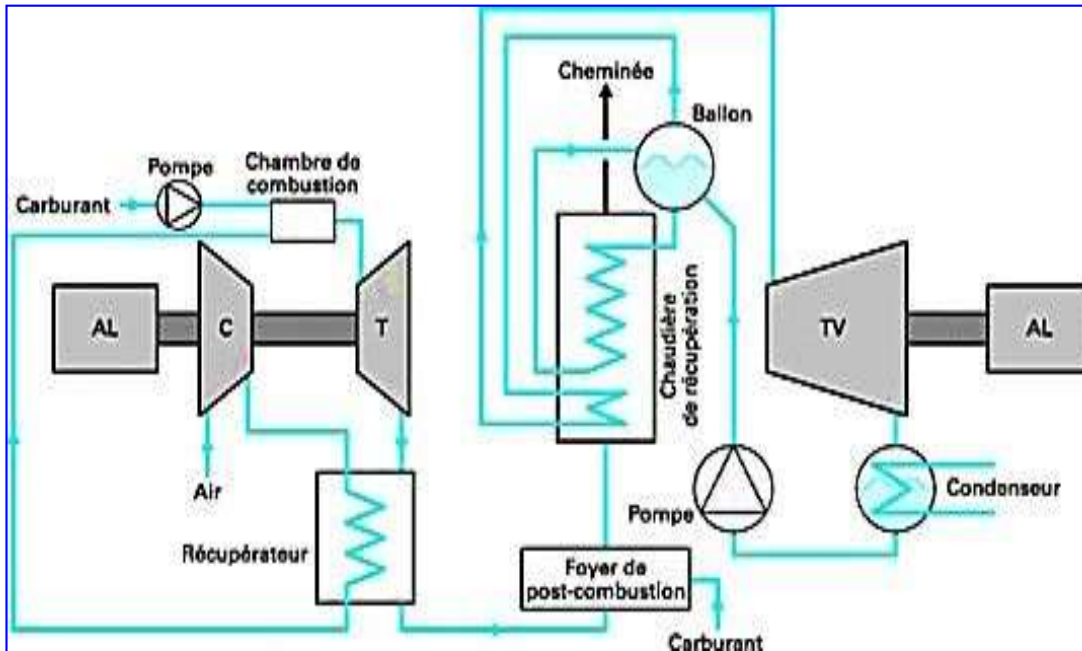 Cheminée
Ballon
Pompe
Chambre de
combustion
Carburant
AL
C
T
Chaudière
de récupération
TV
AL
Air
Récupérateur
Pompe
Condenseur
Foyer de
post-combustion
Carburant